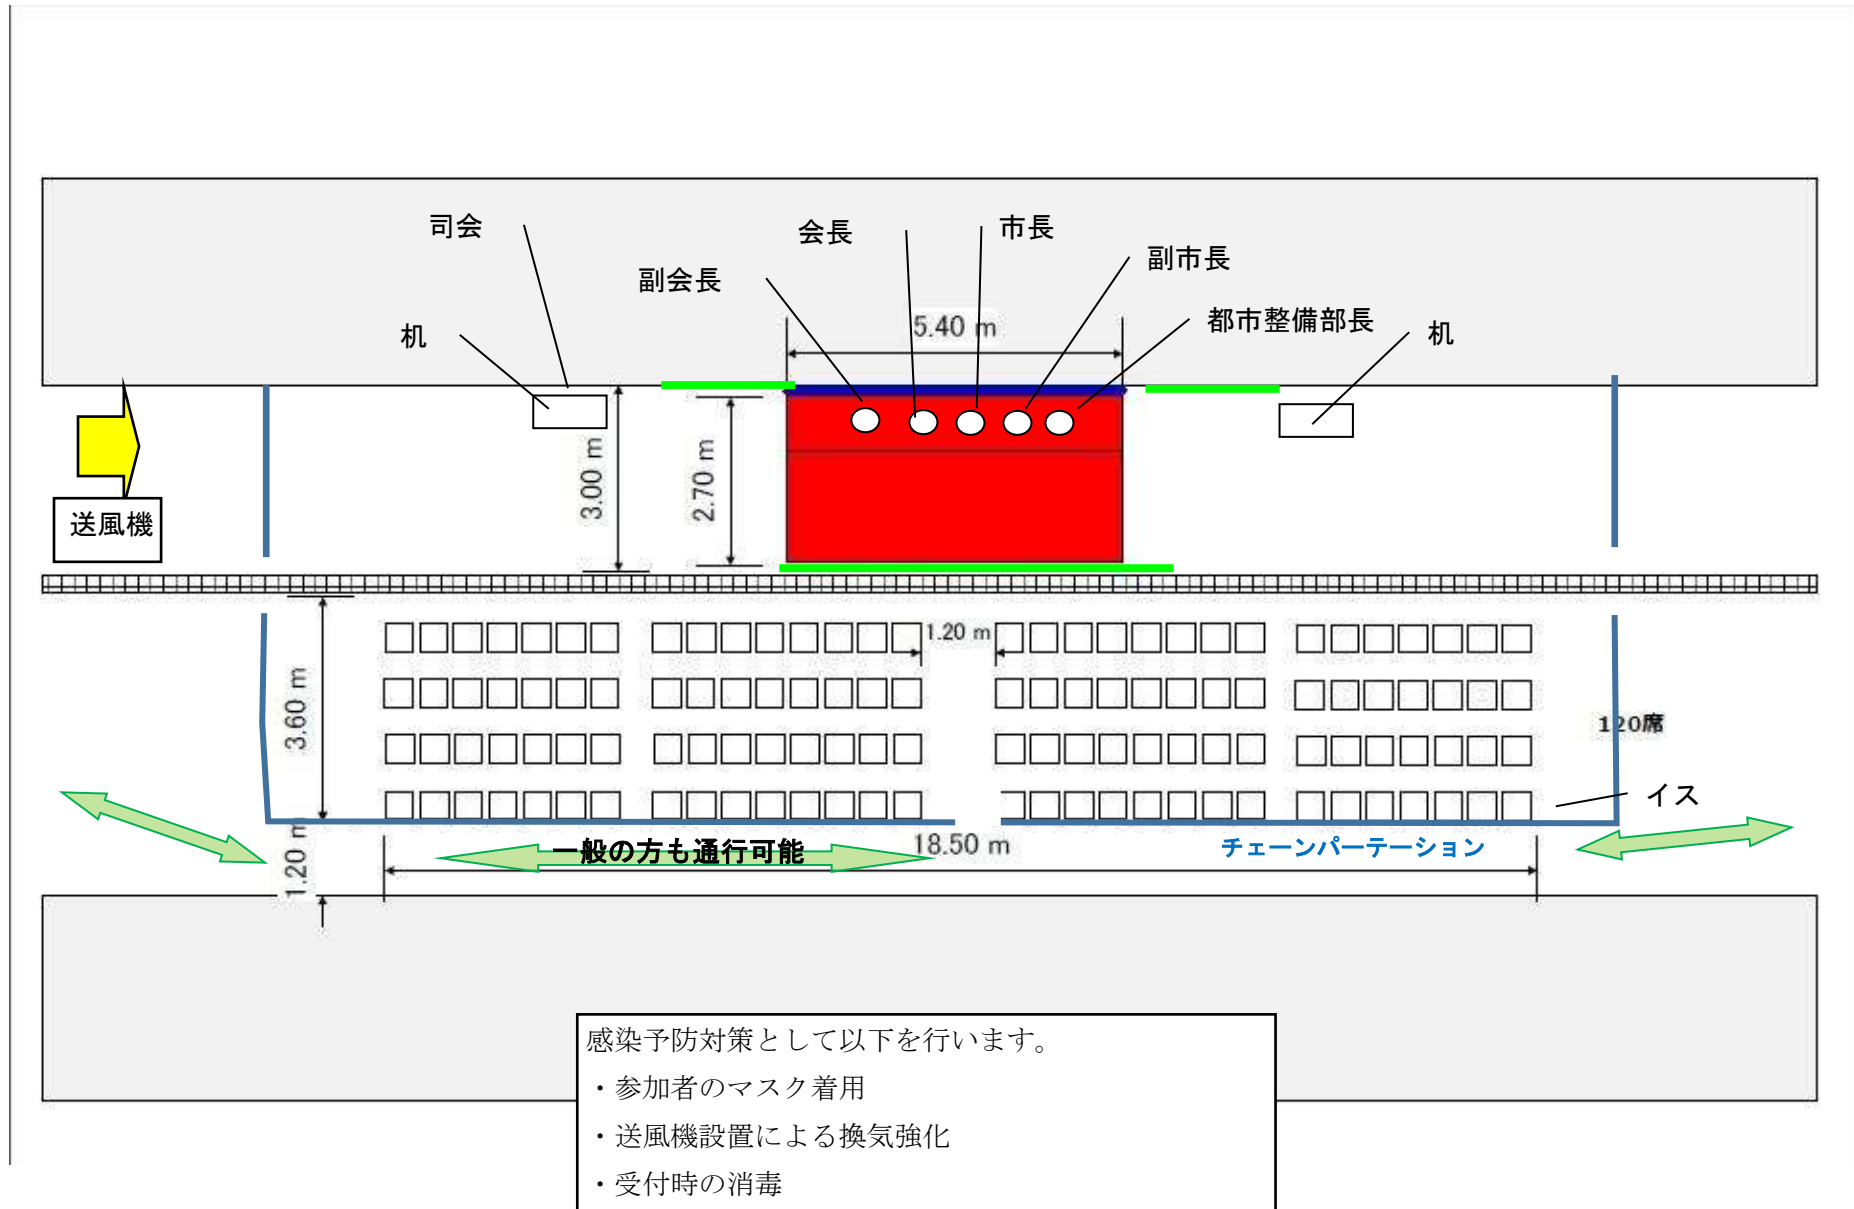 司会
会長
市長
副市長
副会長
都市整備部長
机
机
5.40 m
3.00 m
2.70 m
送風機
1.20 m
3.60 m
120席
イス
1.20 m
一般の方も通行可能
18.50 m
チェーンパーテーション
感染予防対策として以下を行います。
・参加者のマスク着用
・送風機設置による換気強化
・受付時の消毒